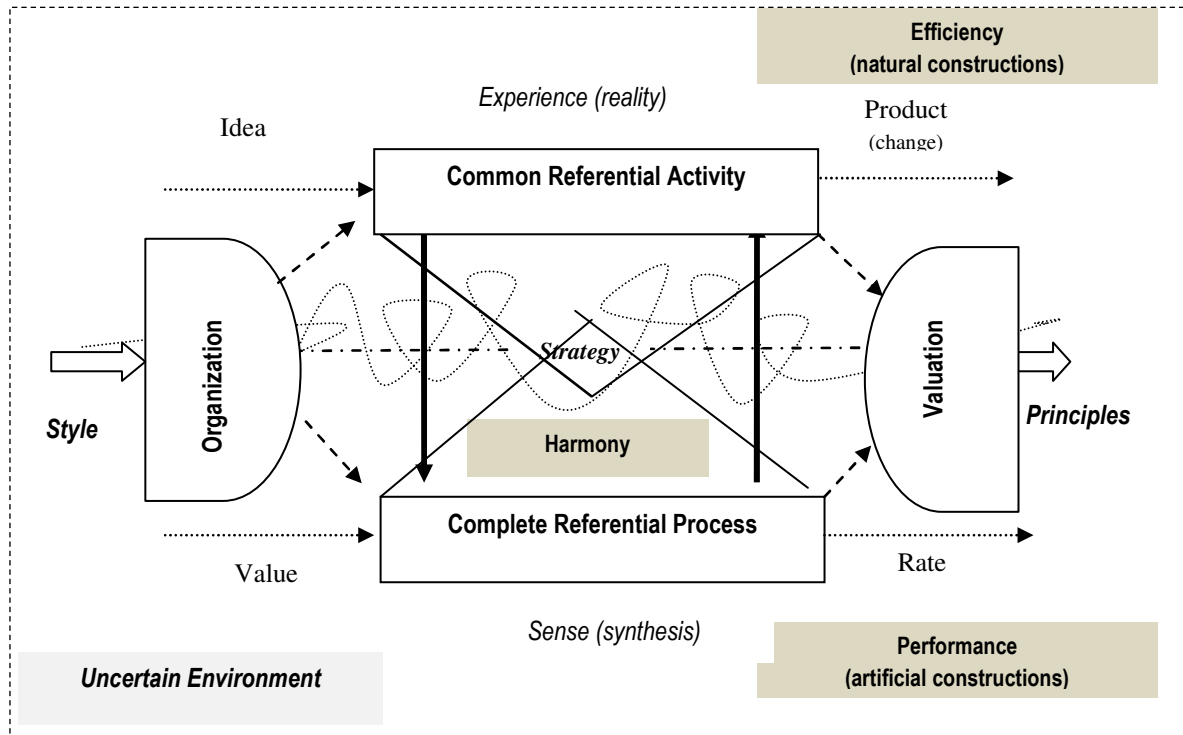 Efficiency
(natural constructions)
Experience (reality)
Idea
Product
(change)
Common Referential Activity
Organization
Strategy
Valuation
Style
Principles
Harmony
Complete Referential Process
Value
Rate
Sense (synthesis)
Uncertain Environment
Performance
(artificial constructions)